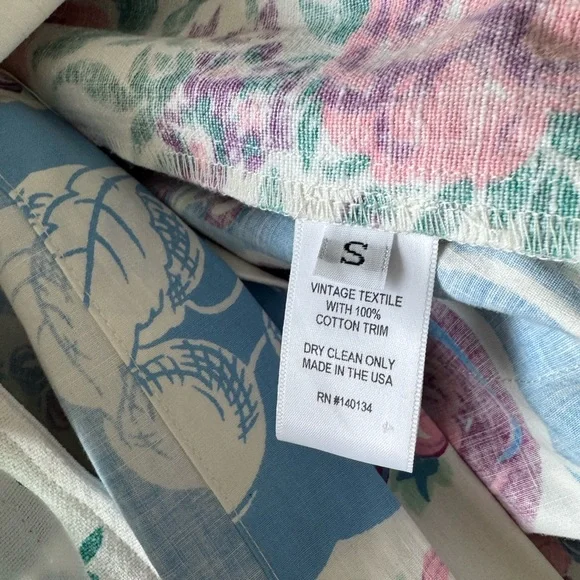 S
VINTAGE TEXTILE
WITH 100%
COTTON TRIM
DRY CLEAN ONLY
MADE IN THE USA
RN #140134